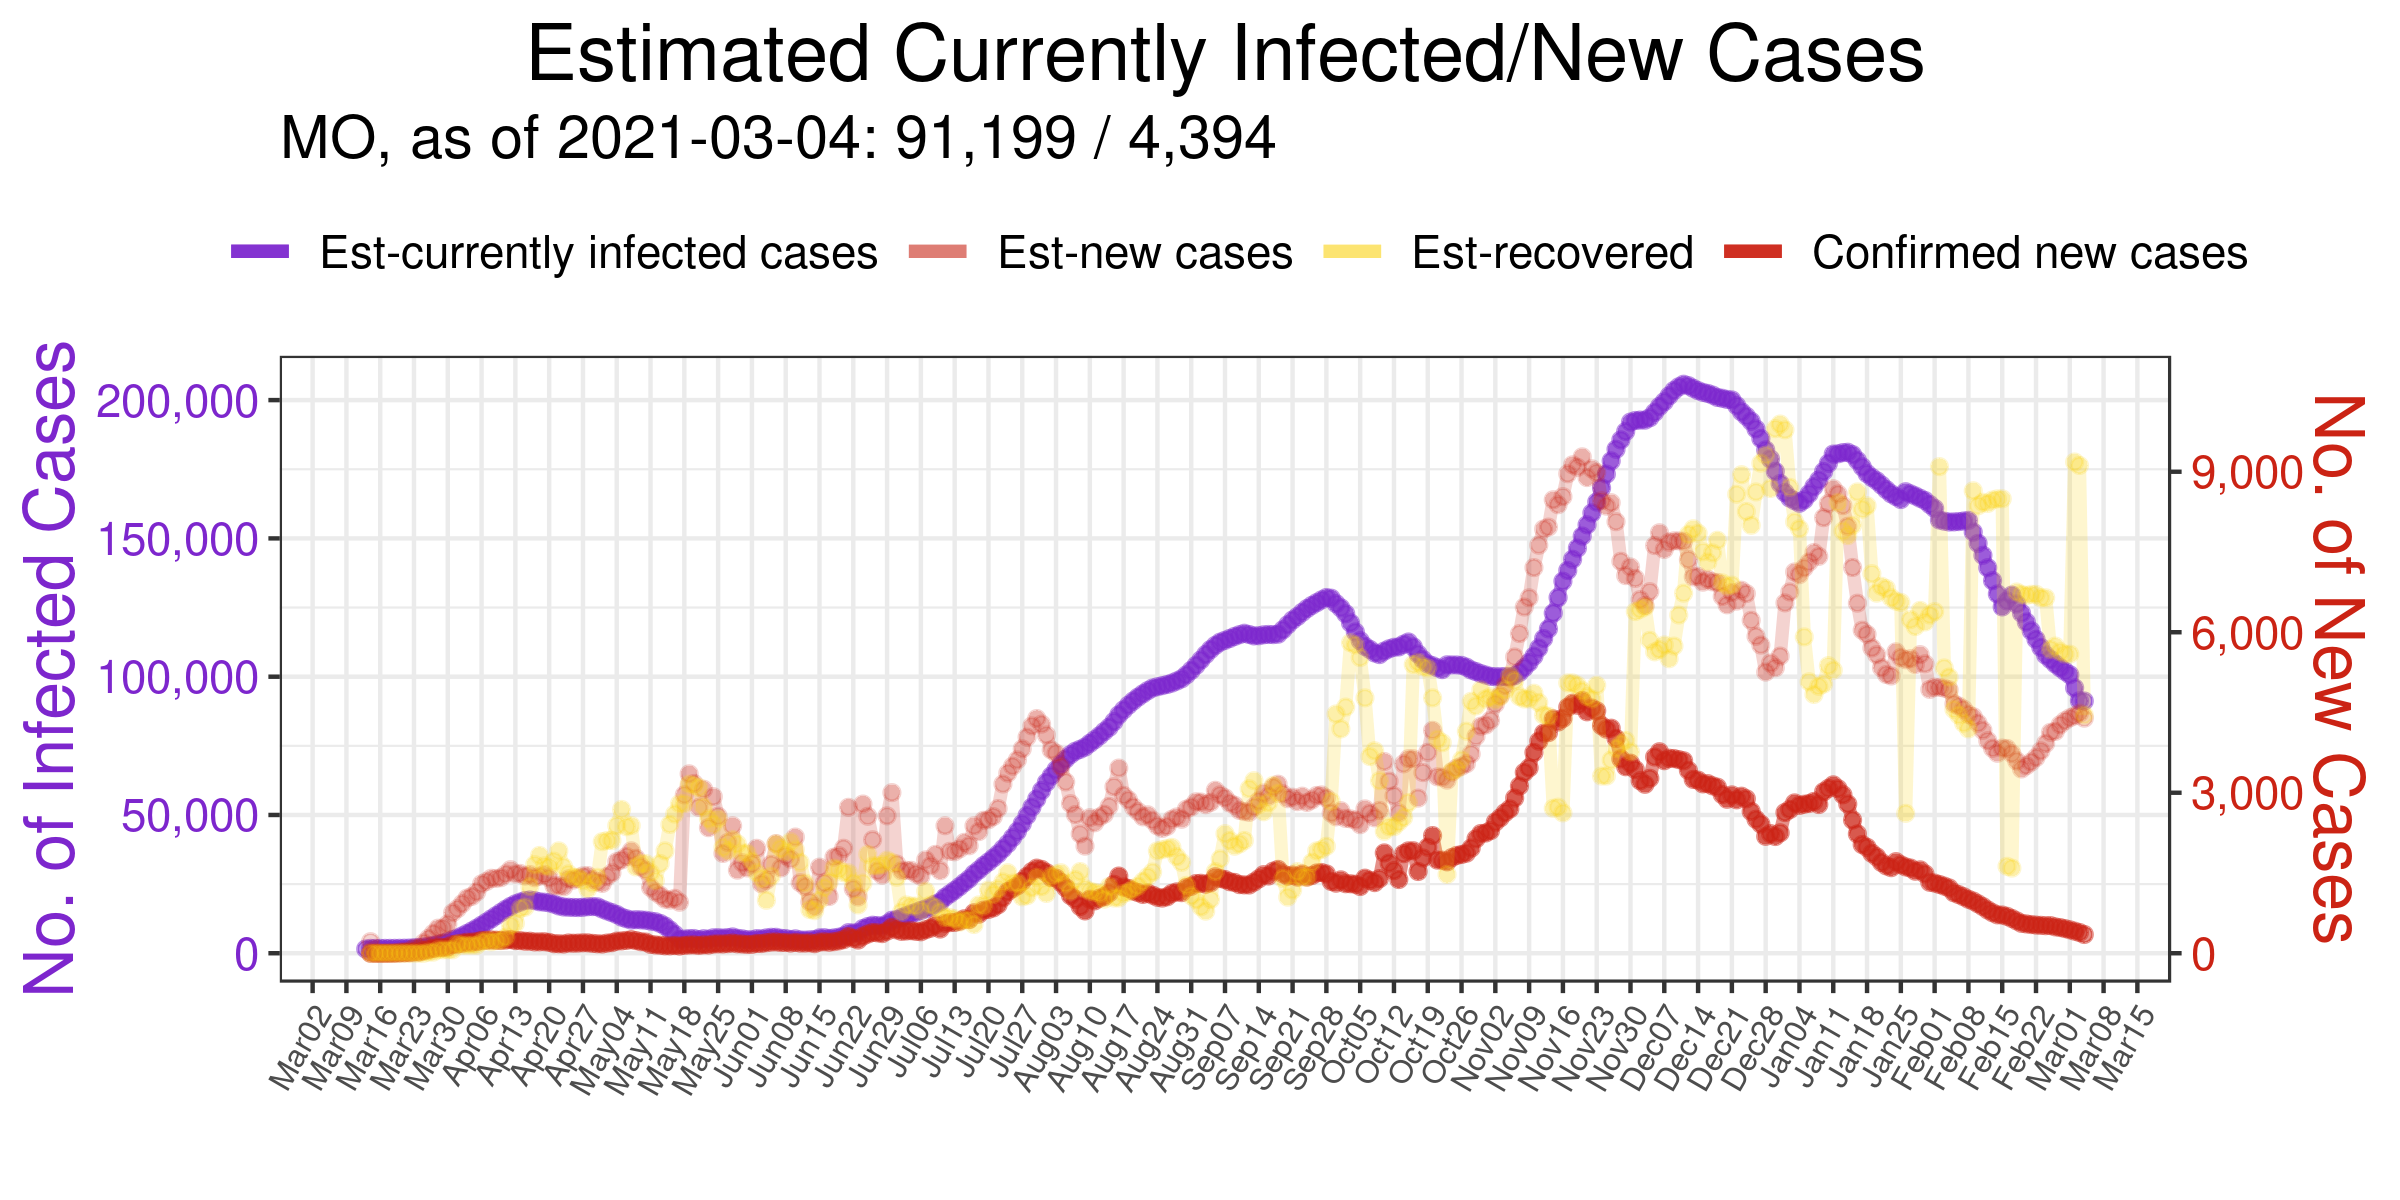 Estimated Currently Infected/New Cases
MO, as of 2021-03-04: 91,199 / 4,394
Est-currently infected cases
Est-new cases
Est-recovered
Confirmed new cases
No. of Infected Cases
200,000
150,000
100,000
50,000
0
No. of New Cases
9,000
6,000
3,000
0
Mar02
Mar09
Mar16
Mar23
Mar30
Apr06
Apr13
Apr20
Apr27
May04
May11
May18
May25
Jun01
Jun08
Jun15
Jun22
Jun29
Jul06
Jul13
Jul20
Jul27
Aug03
Aug10
Aug17
Aug24
Aug31
Sep07
Sep14
Sep21
Sep28
Oct05
Oct12
Oct19
Oct26
Nov02
Nov09
Nov16
Nov23
Nov30
Dec07
Dec14
Dec21
Dec28
Jan04
Jan11
Jan18
Jan25
Feb01
Feb08
Feb15
Feb22
Mar01
Mar08
Mar15